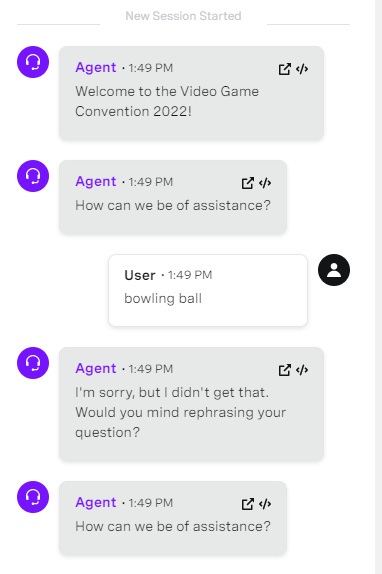 New Session Started
Agent · 1:49 PM
Welcome to the Video Game
Convention 2022!
Agent · 1:49 PM
How can we be of assistance?
User · 1:49 PM
bowling ball
Agent · 1:49 PM
I'm sorry, but I didn't get that.
Would you mind rephrasing your
question?
Agent · 1:49 PM
How can we be of assistance?